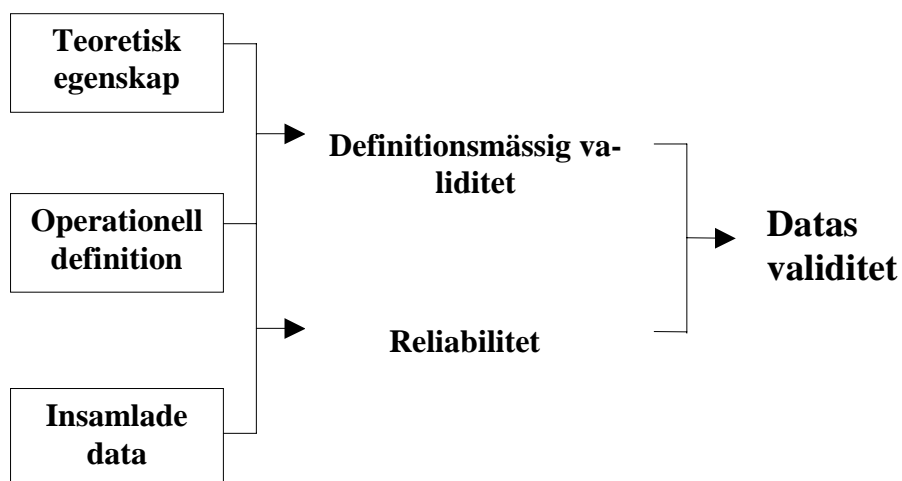 Teoretisk
egenskap
Definitionsmässig va-
liditet
Operationell
definition
Datas
validitet
Reliabilitet
Insamlade
data